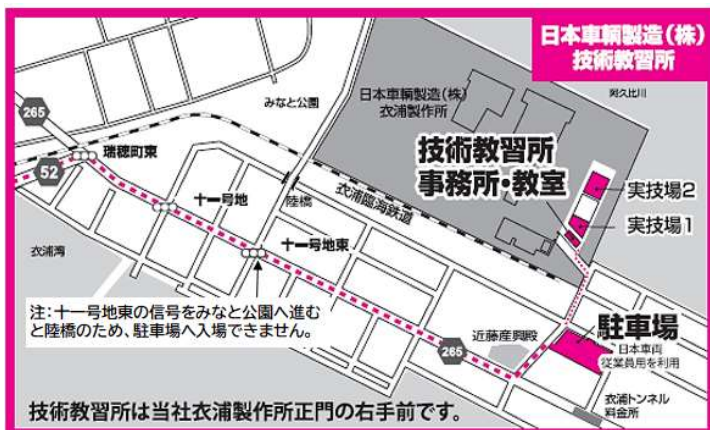 日本車輌製造(株)
技術教習所
みなと公園
日本車輌製造(株)
衣浦製作所
阿久比川
265
瑞穂町東
52
技術教習所
事務所・教室
実技場2
実技場1
十一号地
陸橋
衣浦臨海鉄道
衣浦湾
十一号地東
注:十一号地東の信号をみなと公園へ進む
と陸橋のため、駐車場へ入場できません。
近藤産興殿
駐車場
日本車両
従業員用を利用
265
衣浦トンネル
料金所
技術教習所は当社衣浦製作所正門の右手前です。